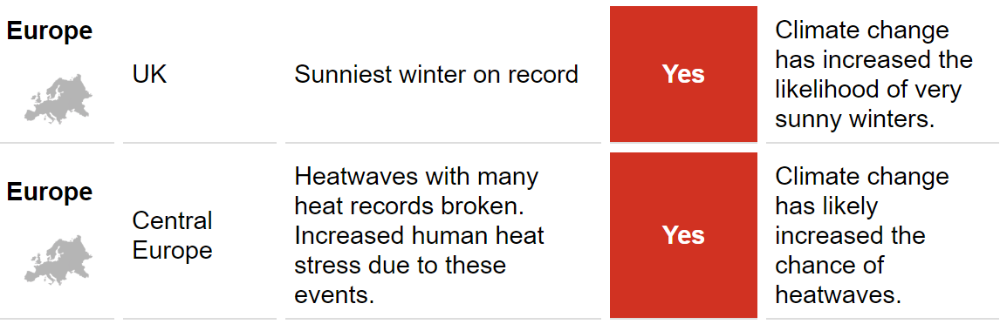 Europe
UK
Sunniest winter on record
Yes
Climate change
has increased the
likelihood of very
sunny winters.
Europe
Central
Europe
Heatwaves with many
heat records broken.
Increased human heat
stress due to these
events.
Yes
Climate change
has likely
increased the
chance of
heatwaves.